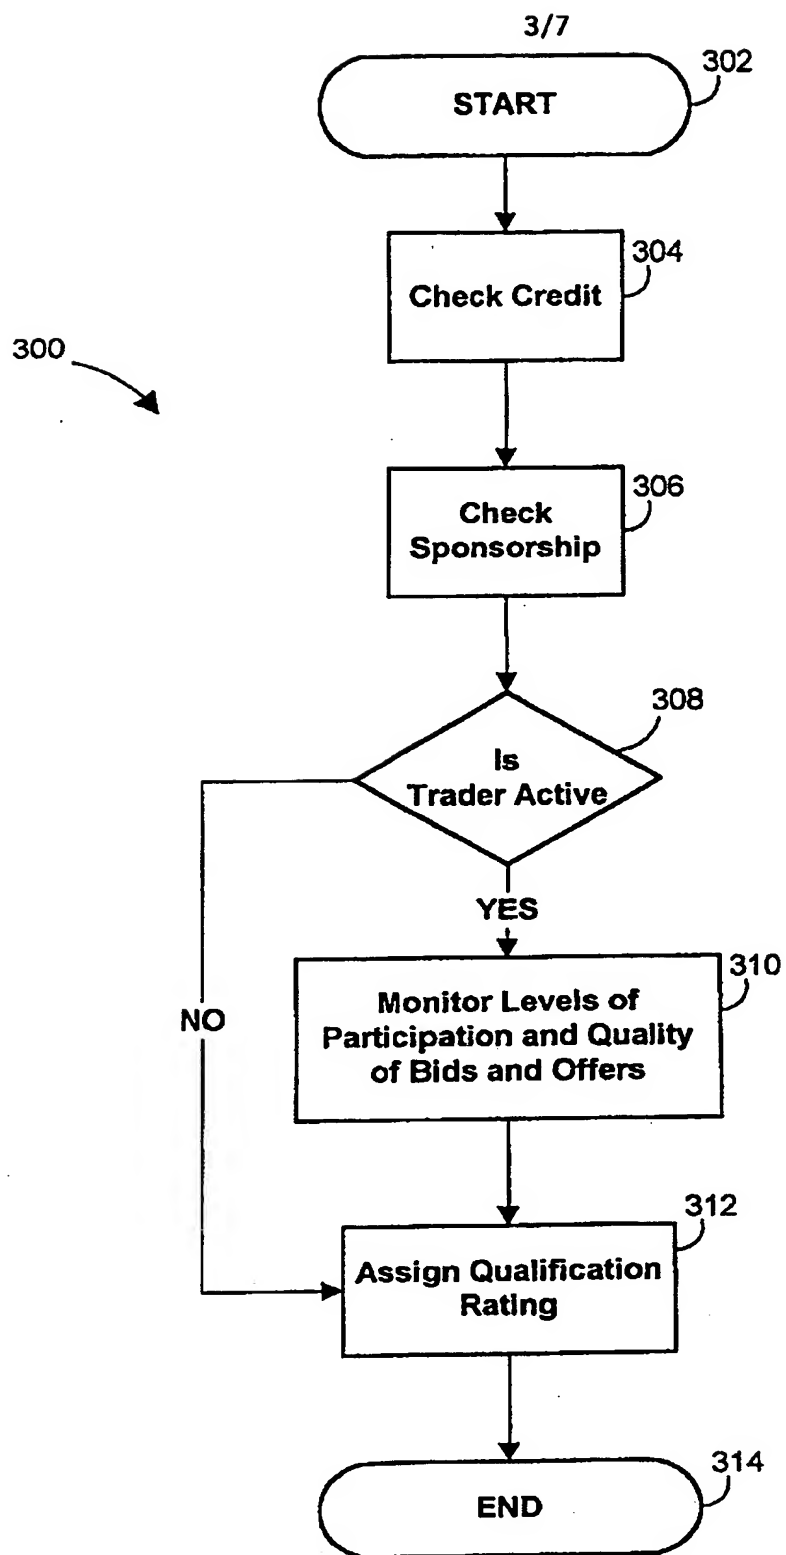 3/7
302
START
304
Check Credit
300
306
Check
Sponsorship
308
Is
Trader Active
YES
310
Monitor Levels of
Participation and Quality
of Bids and Offers
NO
312
Assign Qualification
Rating
314
END